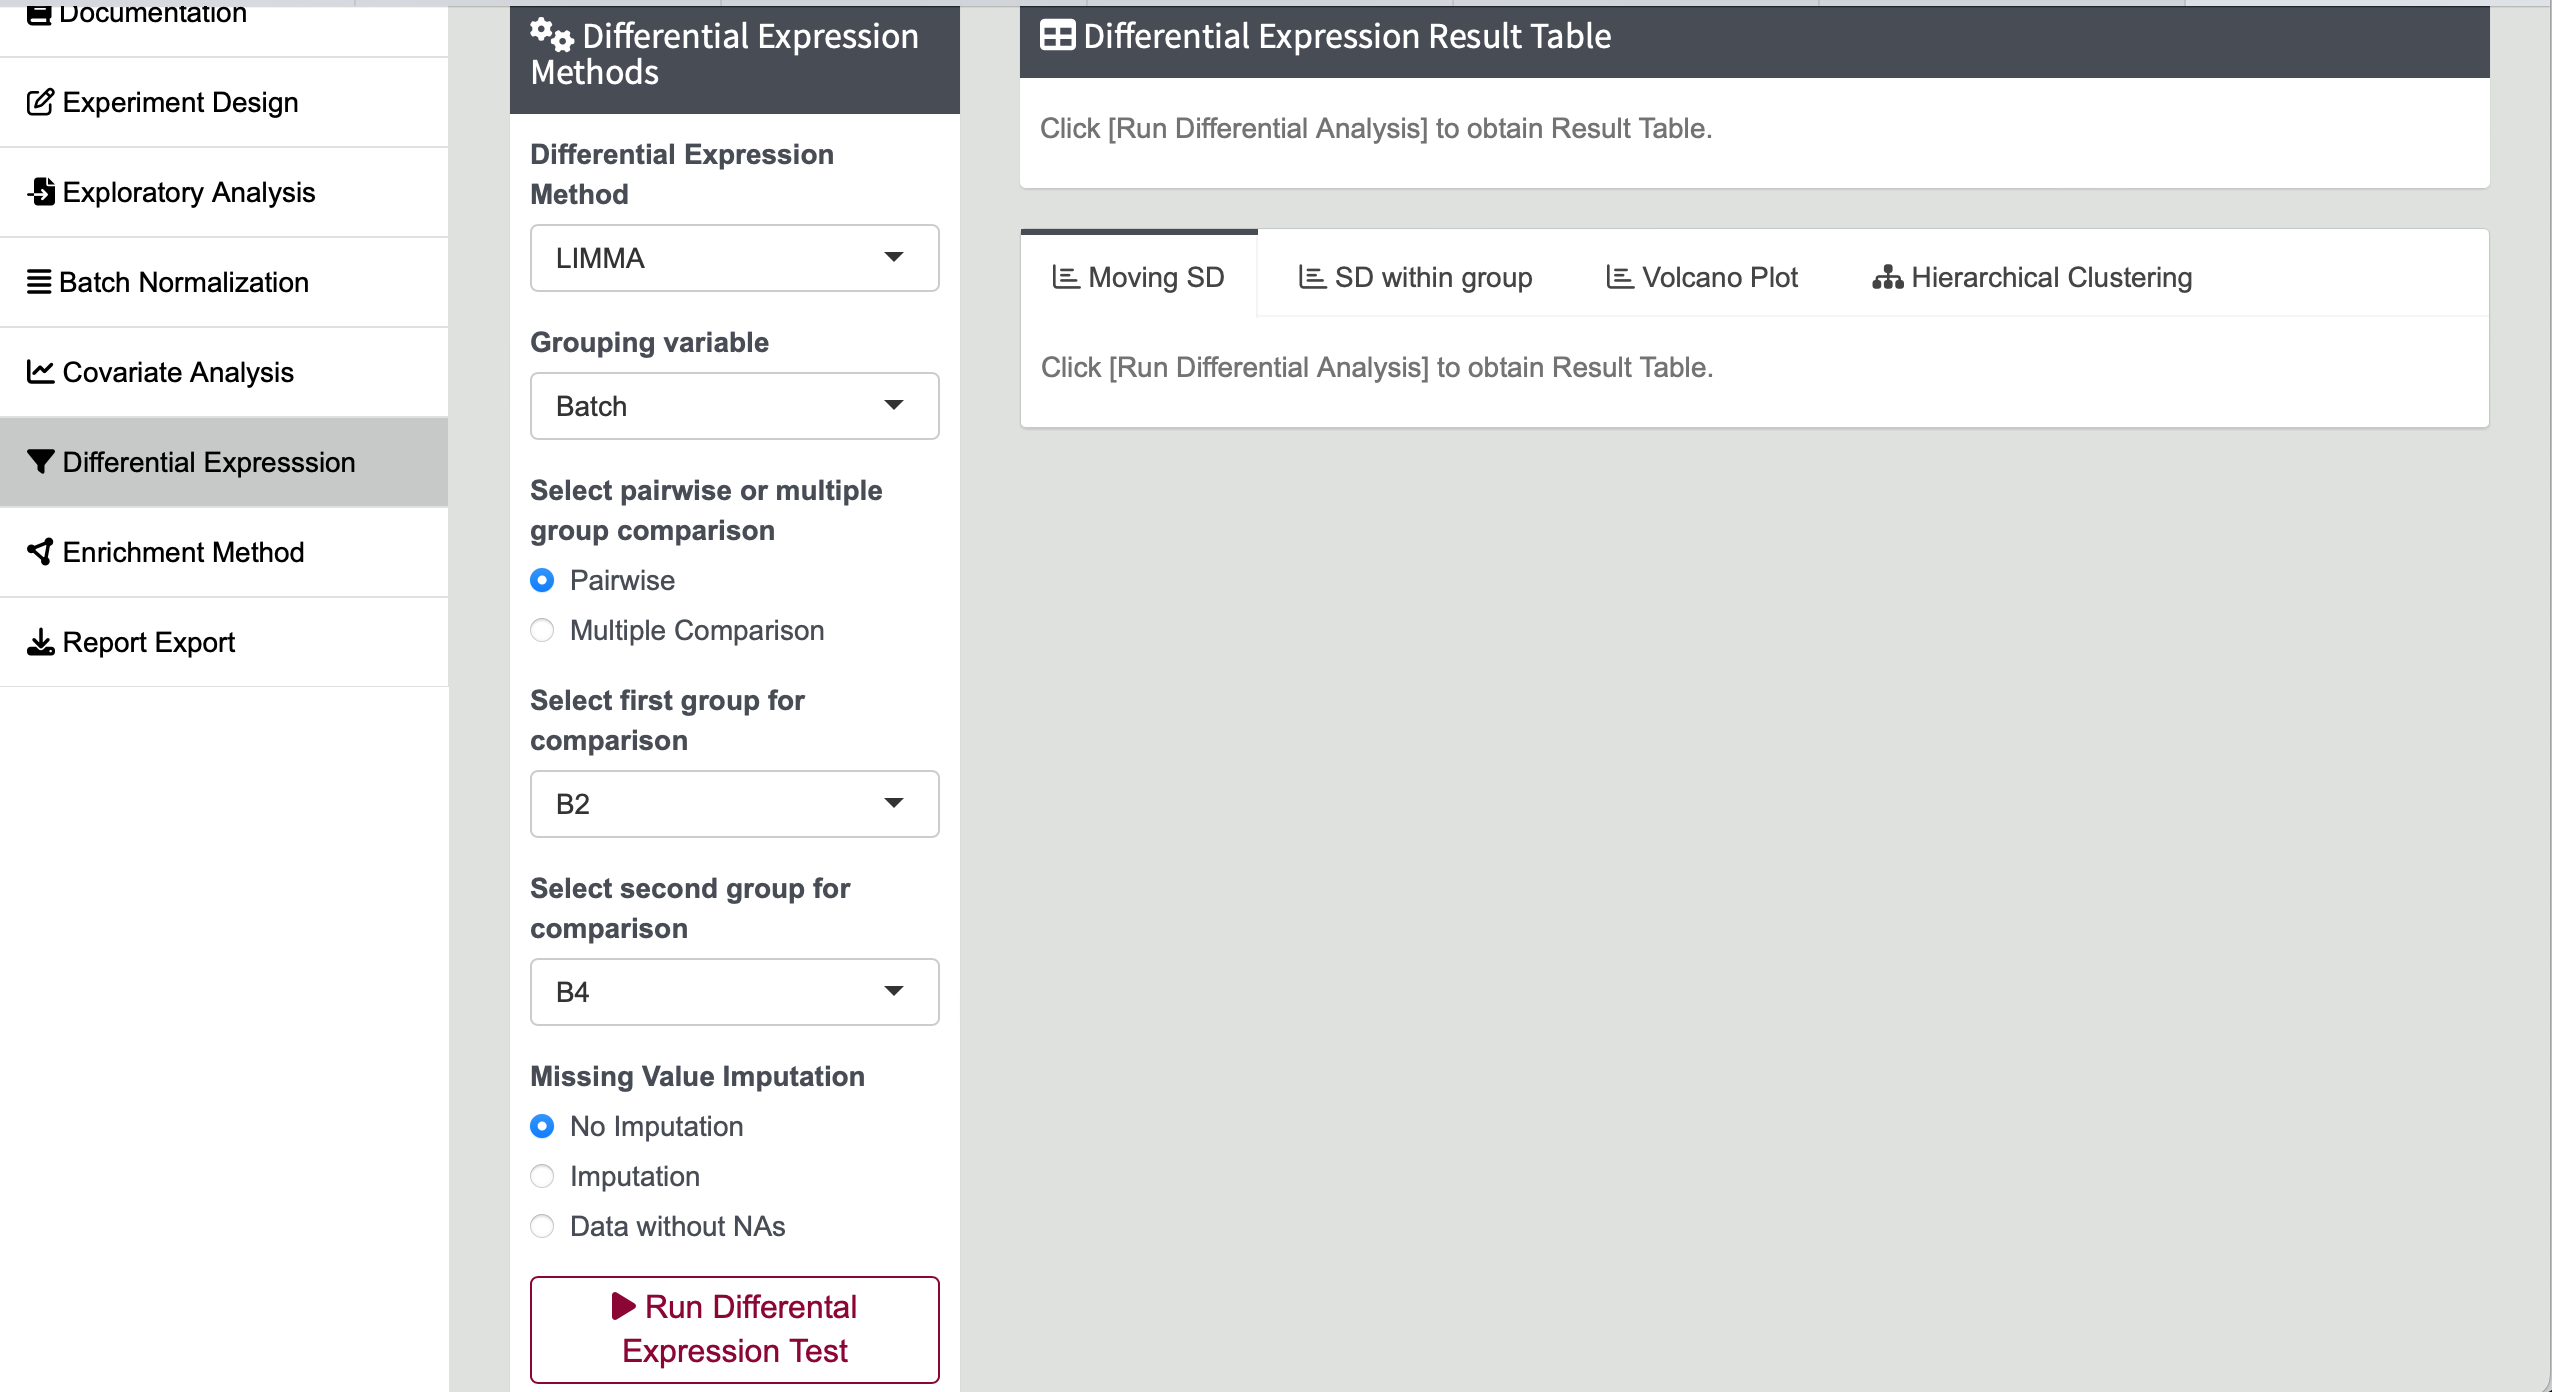 Documentation
Experiment Design
Exploratory Analysis
Batch Normalization
Covariate Analysis
Differential Expresssion
Enrichment Method
Report Export
Differential Expression
Methods
Differential Expression
Method
LIMMA
Grouping variable
Batch
Select pairwise or multiple
group comparison
Pairwise
Multiple Comparison
Select first group for
comparison
B2
Select second group for
comparison
B4
Missing Value Imputation
No Imputation
Imputation
Data without NAs
Run Differental
Expression Test
Differential Expression Result Table
Click [Run Differential Analysis] to obtain Result Table.
Moving SD
SD within group
Volcano Plot
Hierarchical Clustering
Click [Run Differential Analysis] to obtain Result Table.